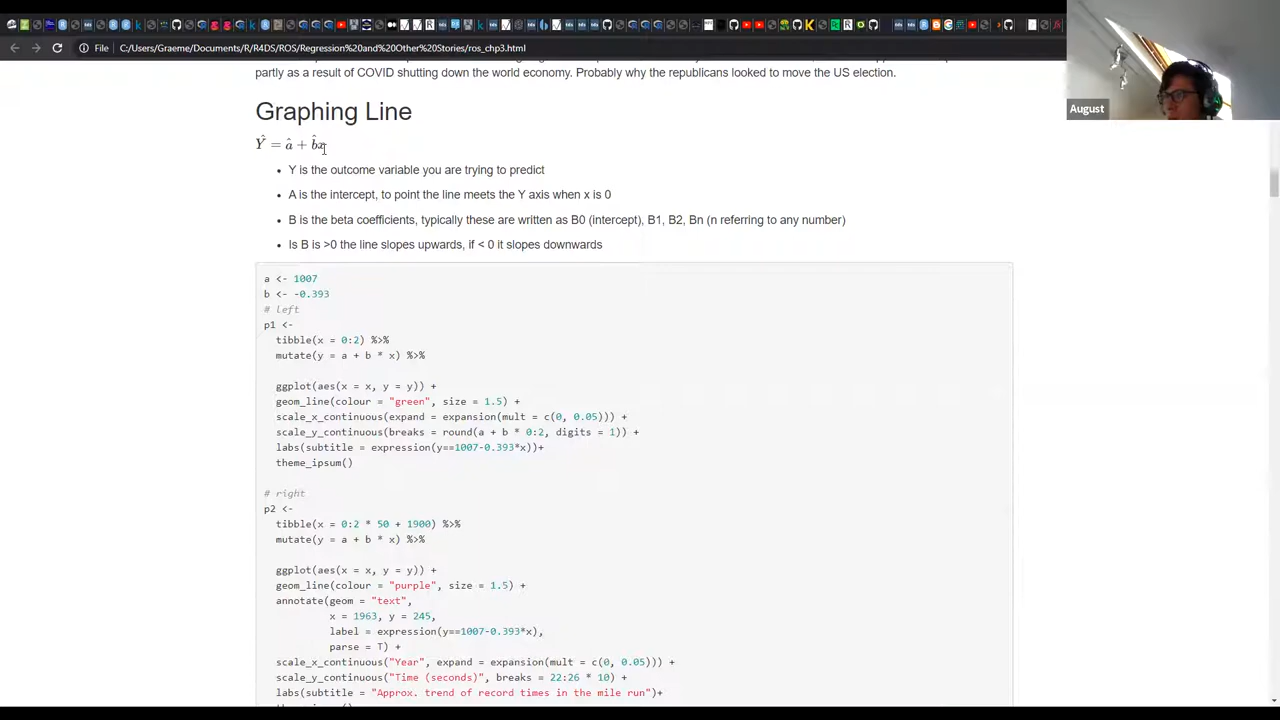 File C:/Users/Graeme/Documents/R/R4DS/ROS/Regression%20and%20Other%20Stories/ros_chp3.html
August
partly as a result of COVID shutting down the world economy. Probably why the republicans looked to move the US election.
Graphing Line
Ŷ = â + b̂x
• Y is the outcome variable you are trying to predict
• A is the intercept, to point the line meets the Y axis when x is 0
• B is the beta coefficients, typically these are written as B0 (intercept), B1, B2, Bn (n referring to any number)
• Is B is >0 the line slopes upwards, if < 0 it slopes downwards
a <- 1007
b <- -0.393
# left
p1 <-
tibble(x = 0:2) %>%
mutate(y = a + b * x) %>%
ggplot(aes(x = x, y = y)) +
geom_line(colour = "green", size = 1.5) +
scale_x_continuous(expand = expansion(mult = c(0, 0.05))) +
scale_y_continuous(breaks = round(a + b * 0:2, digits = 1)) +
labs(subtitle = expression(y==1007-0.393*x))+
theme_ipsum()
# right
p2 <-
tibble(x = 0:2 * 50 + 1900) %>%
mutate(y = a + b * x) %>%
ggplot(aes(x = x, y = y)) +
geom_line(colour = "purple", size = 1.5) +
annotate(geom = "text",
x = 1963, y = 245,
label = expression(y==1007-0.393*x),
parse = T) +
scale_x_continuous("Year", expand = expansion(mult = c(0, 0.05))) +
scale_y_continuous("Time (seconds)", breaks = 22:26 * 10) +
labs(subtitle = "Approx. trend of record times in the mile run")+